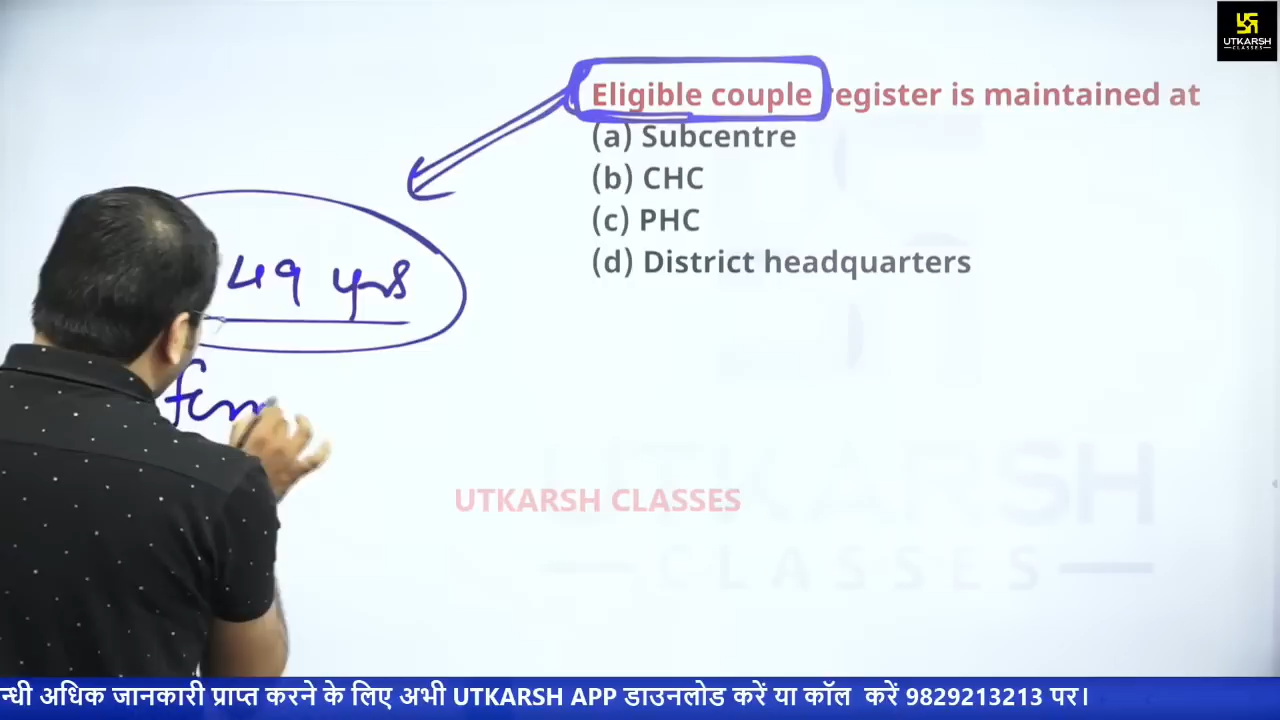 UTKARSH
CLASSES
Eligible couple register is maintained at
(a) Subcentre
(b) CHC
(c) PHC
(d) District headquarters
49 yrs
fem
UTKARSH CLASSES
UTKARSH
CLASSES
न्धी अधिक जानकारी प्राप्त करने के लिए अभी UTKARSH APP डाउनलोड करें या कॉल करें 9829213213 पर।